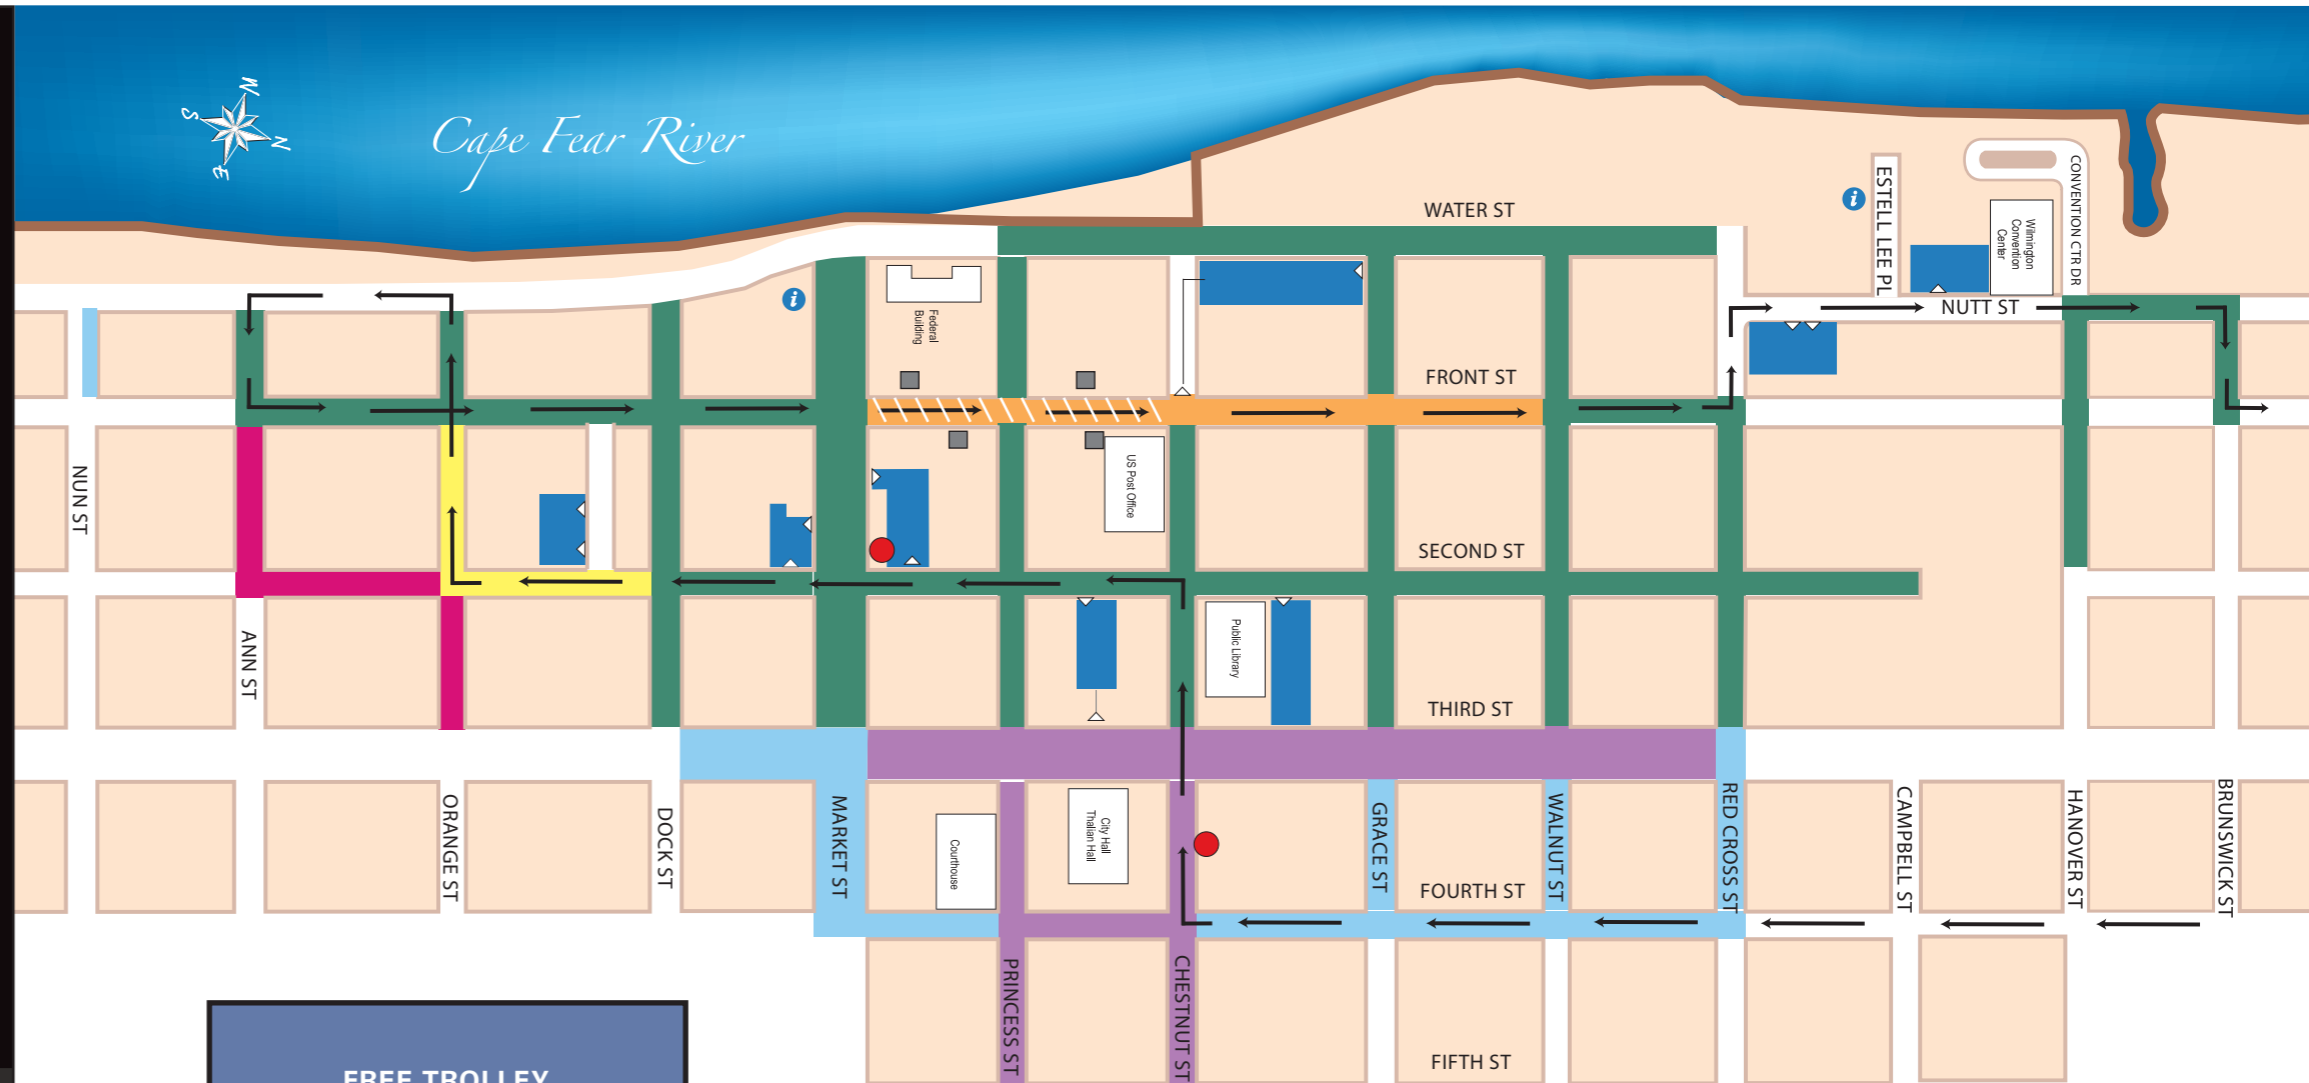 W
S
N
E
Cape Fear River
WATER ST
ESTELL LEE PL
CONVENTION CTR DR
Wilmington
Convention
Center
i
i
NUTT ST
Federal
Building
FRONT ST
US Post Office
NUN ST
SECOND ST
ANN ST
Public Library
THIRD ST
ORANGE ST
DOCK ST
MARKET ST
Courthouse
City Hall
Thalian Hall
GRACE ST
WALNUT ST
RED CROSS ST
CAMPBELL ST
HANOVER ST
BRUNSWICK ST
FOURTH ST
PRINCESS ST
CHESTNUT ST
FIFTH ST
FREE TROLLEY